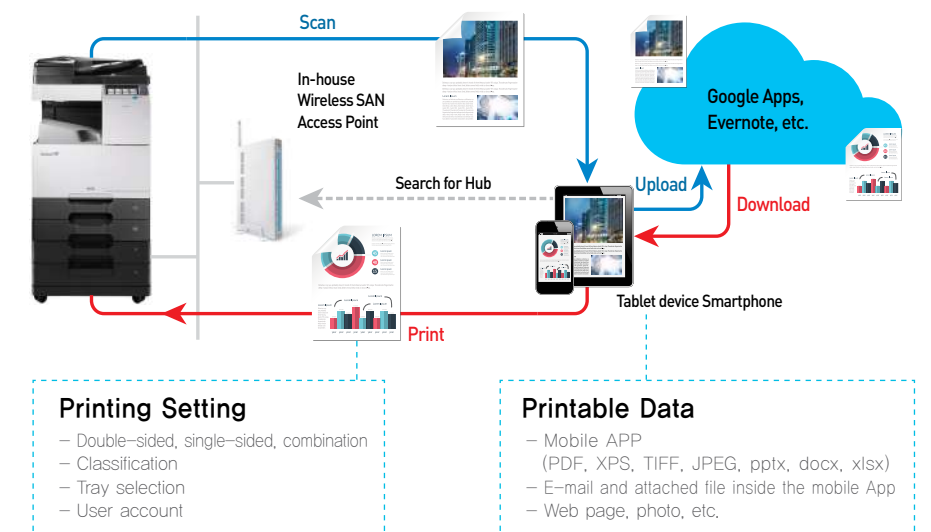 Scan
In-house
Wireless SAN
Access Point
Google Apps,
Evernote, etc.
Search for Hub
Upload
Download
Tablet device Smartphone
Print
Printing Setting
– Double-sided, single-sided, combination
– Classification
– Tray selection
– User account
Printable Data
– Mobile APP
(PDF, XPS, TIFF, JPEG, pptx, docx, xlsx)
– E-mail and attached file inside the mobile App
– Web page, photo, etc.